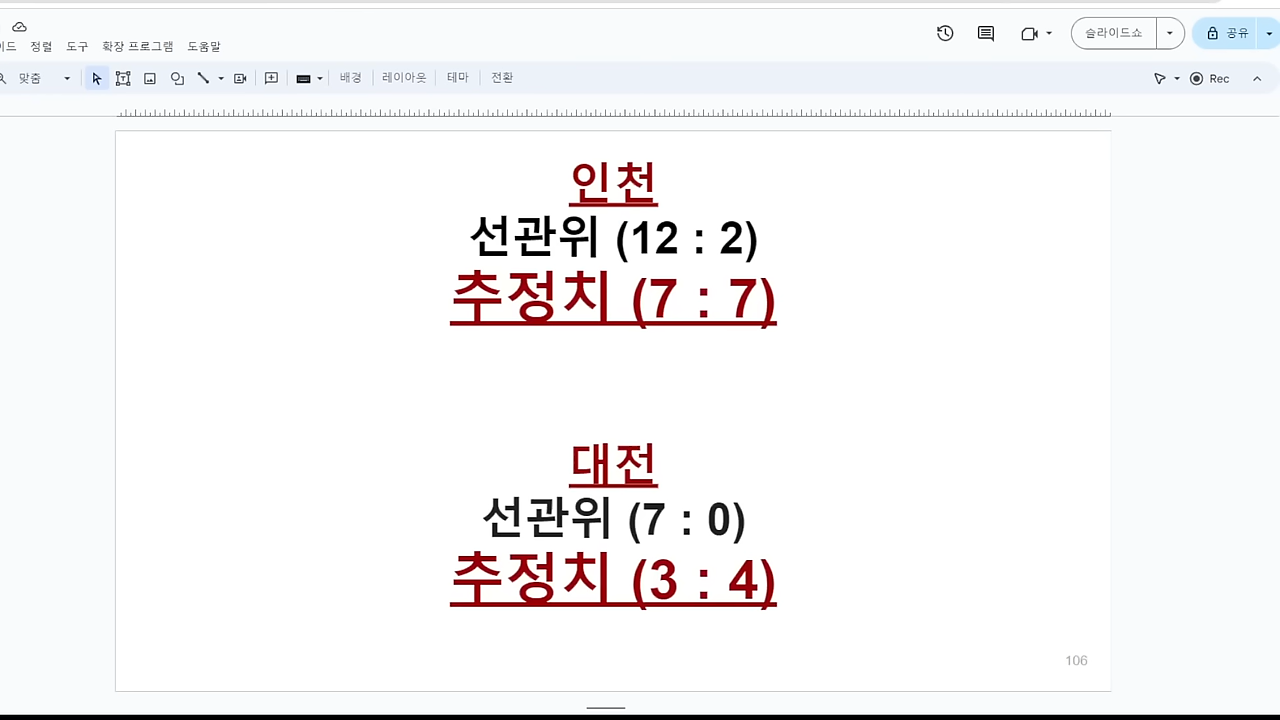 정렬 도구 확장 프로그램 도움말
슬라이드쇼
공유
맞춤
배경 레이아웃 테마 전환
Rec
인천
선관위 (12 : 2)
추정치 (7 : 7)
대전
선관위 (7 : 0)
추정치 (3 : 4)
106